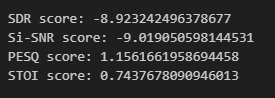 SDR score: -8.923242496378677
Si-SNR score: -9.019050598144531
PESQ score: 1.1561661958694458
STOI score: 0.7437678090946013